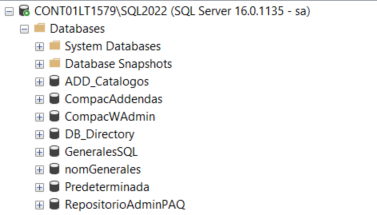 CONT01LT1579\SQL2022 (SQL Server 16.0.1135 - sa)
Databases
System Databases
Database Snapshots
ADD_Catalogos
CompacAddendas
CompacWAdmin
DB_Directory
GeneralesSQL
nomGenerales
Predeterminada
RepositorioAdminPAQ